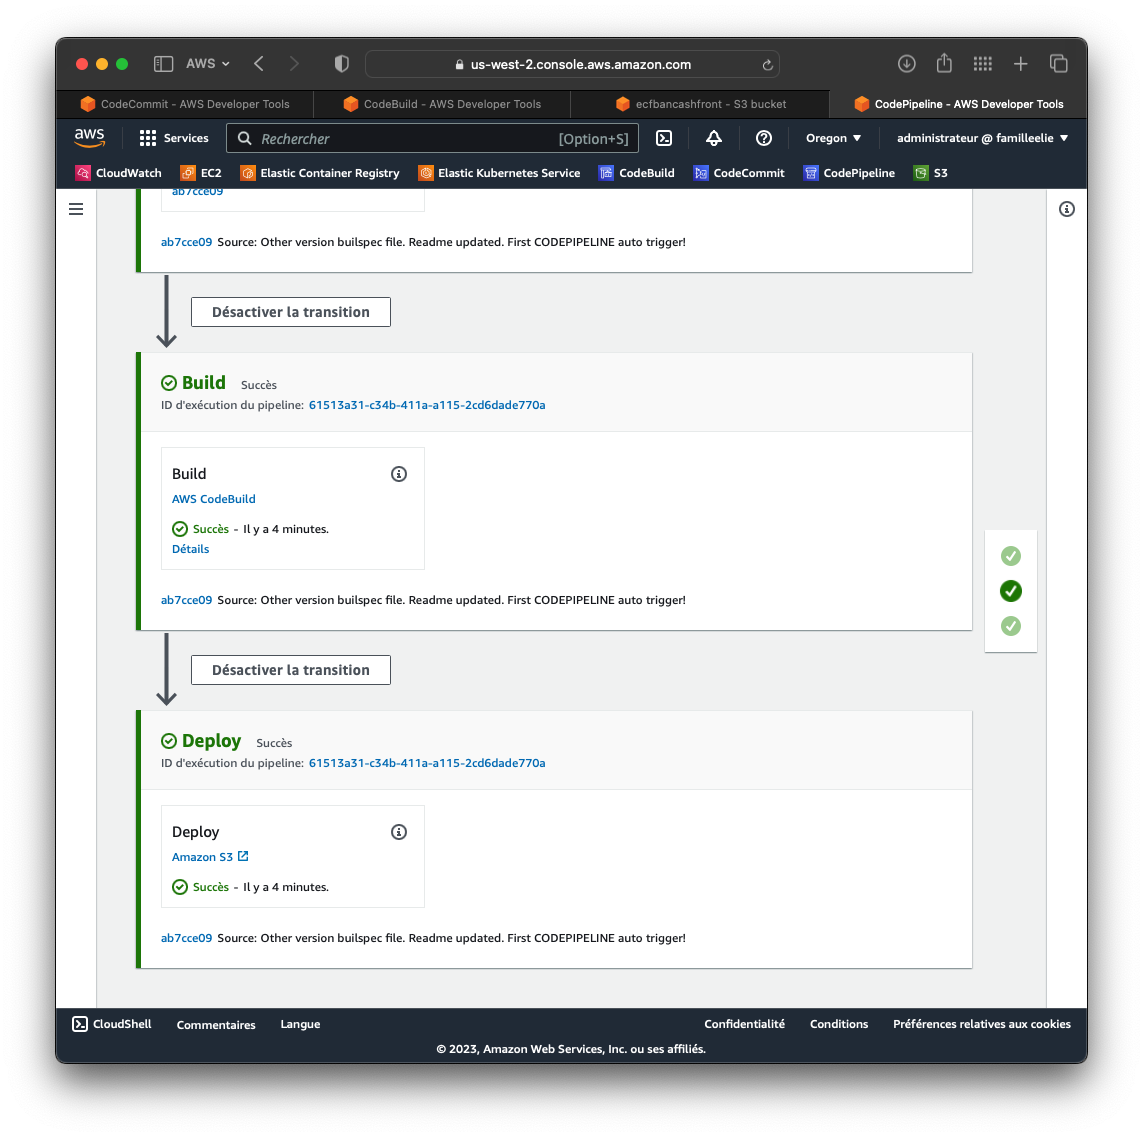 AWS
us-west-2.console.aws.amazon.com
CodeCommit - AWS Developer Tools
CodeBuild - AWS Developer Tools
ecfbancashfront - S3 bucket
CodePipeline - AWS Developer Tools
aws
Services
Rechercher
[Option+S]
Oregon
administrateur @ familleelie
CloudWatch
EC2
Elastic Container Registry
Elastic Kubernetes Service
CodeBuild
CodeCommit
CodePipeline
S3
ab7cce09
ab7cce09 Source: Other version builspec file. Readme updated. First CODEPIPELINE auto trigger!
Désactiver la transition
Build Succès
ID d'exécution du pipeline: 61513a31-c34b-411a-a115-2cd6dade770a
Build
AWS CodeBuild
Succès - Il y a 4 minutes.
Détails
ab7cce09 Source: Other version builspec file. Readme updated. First CODEPIPELINE auto trigger!
Désactiver la transition
Deploy Succès
ID d'exécution du pipeline: 61513a31-c34b-411a-a115-2cd6dade770a
Deploy
Amazon S3
Succès - Il y a 4 minutes.
ab7cce09 Source: Other version builspec file. Readme updated. First CODEPIPELINE auto trigger!
CloudShell
Commentaires
Langue
Confidentialité
Conditions
Préférences relatives aux cookies
© 2023, Amazon Web Services, Inc. ou ses affiliés.